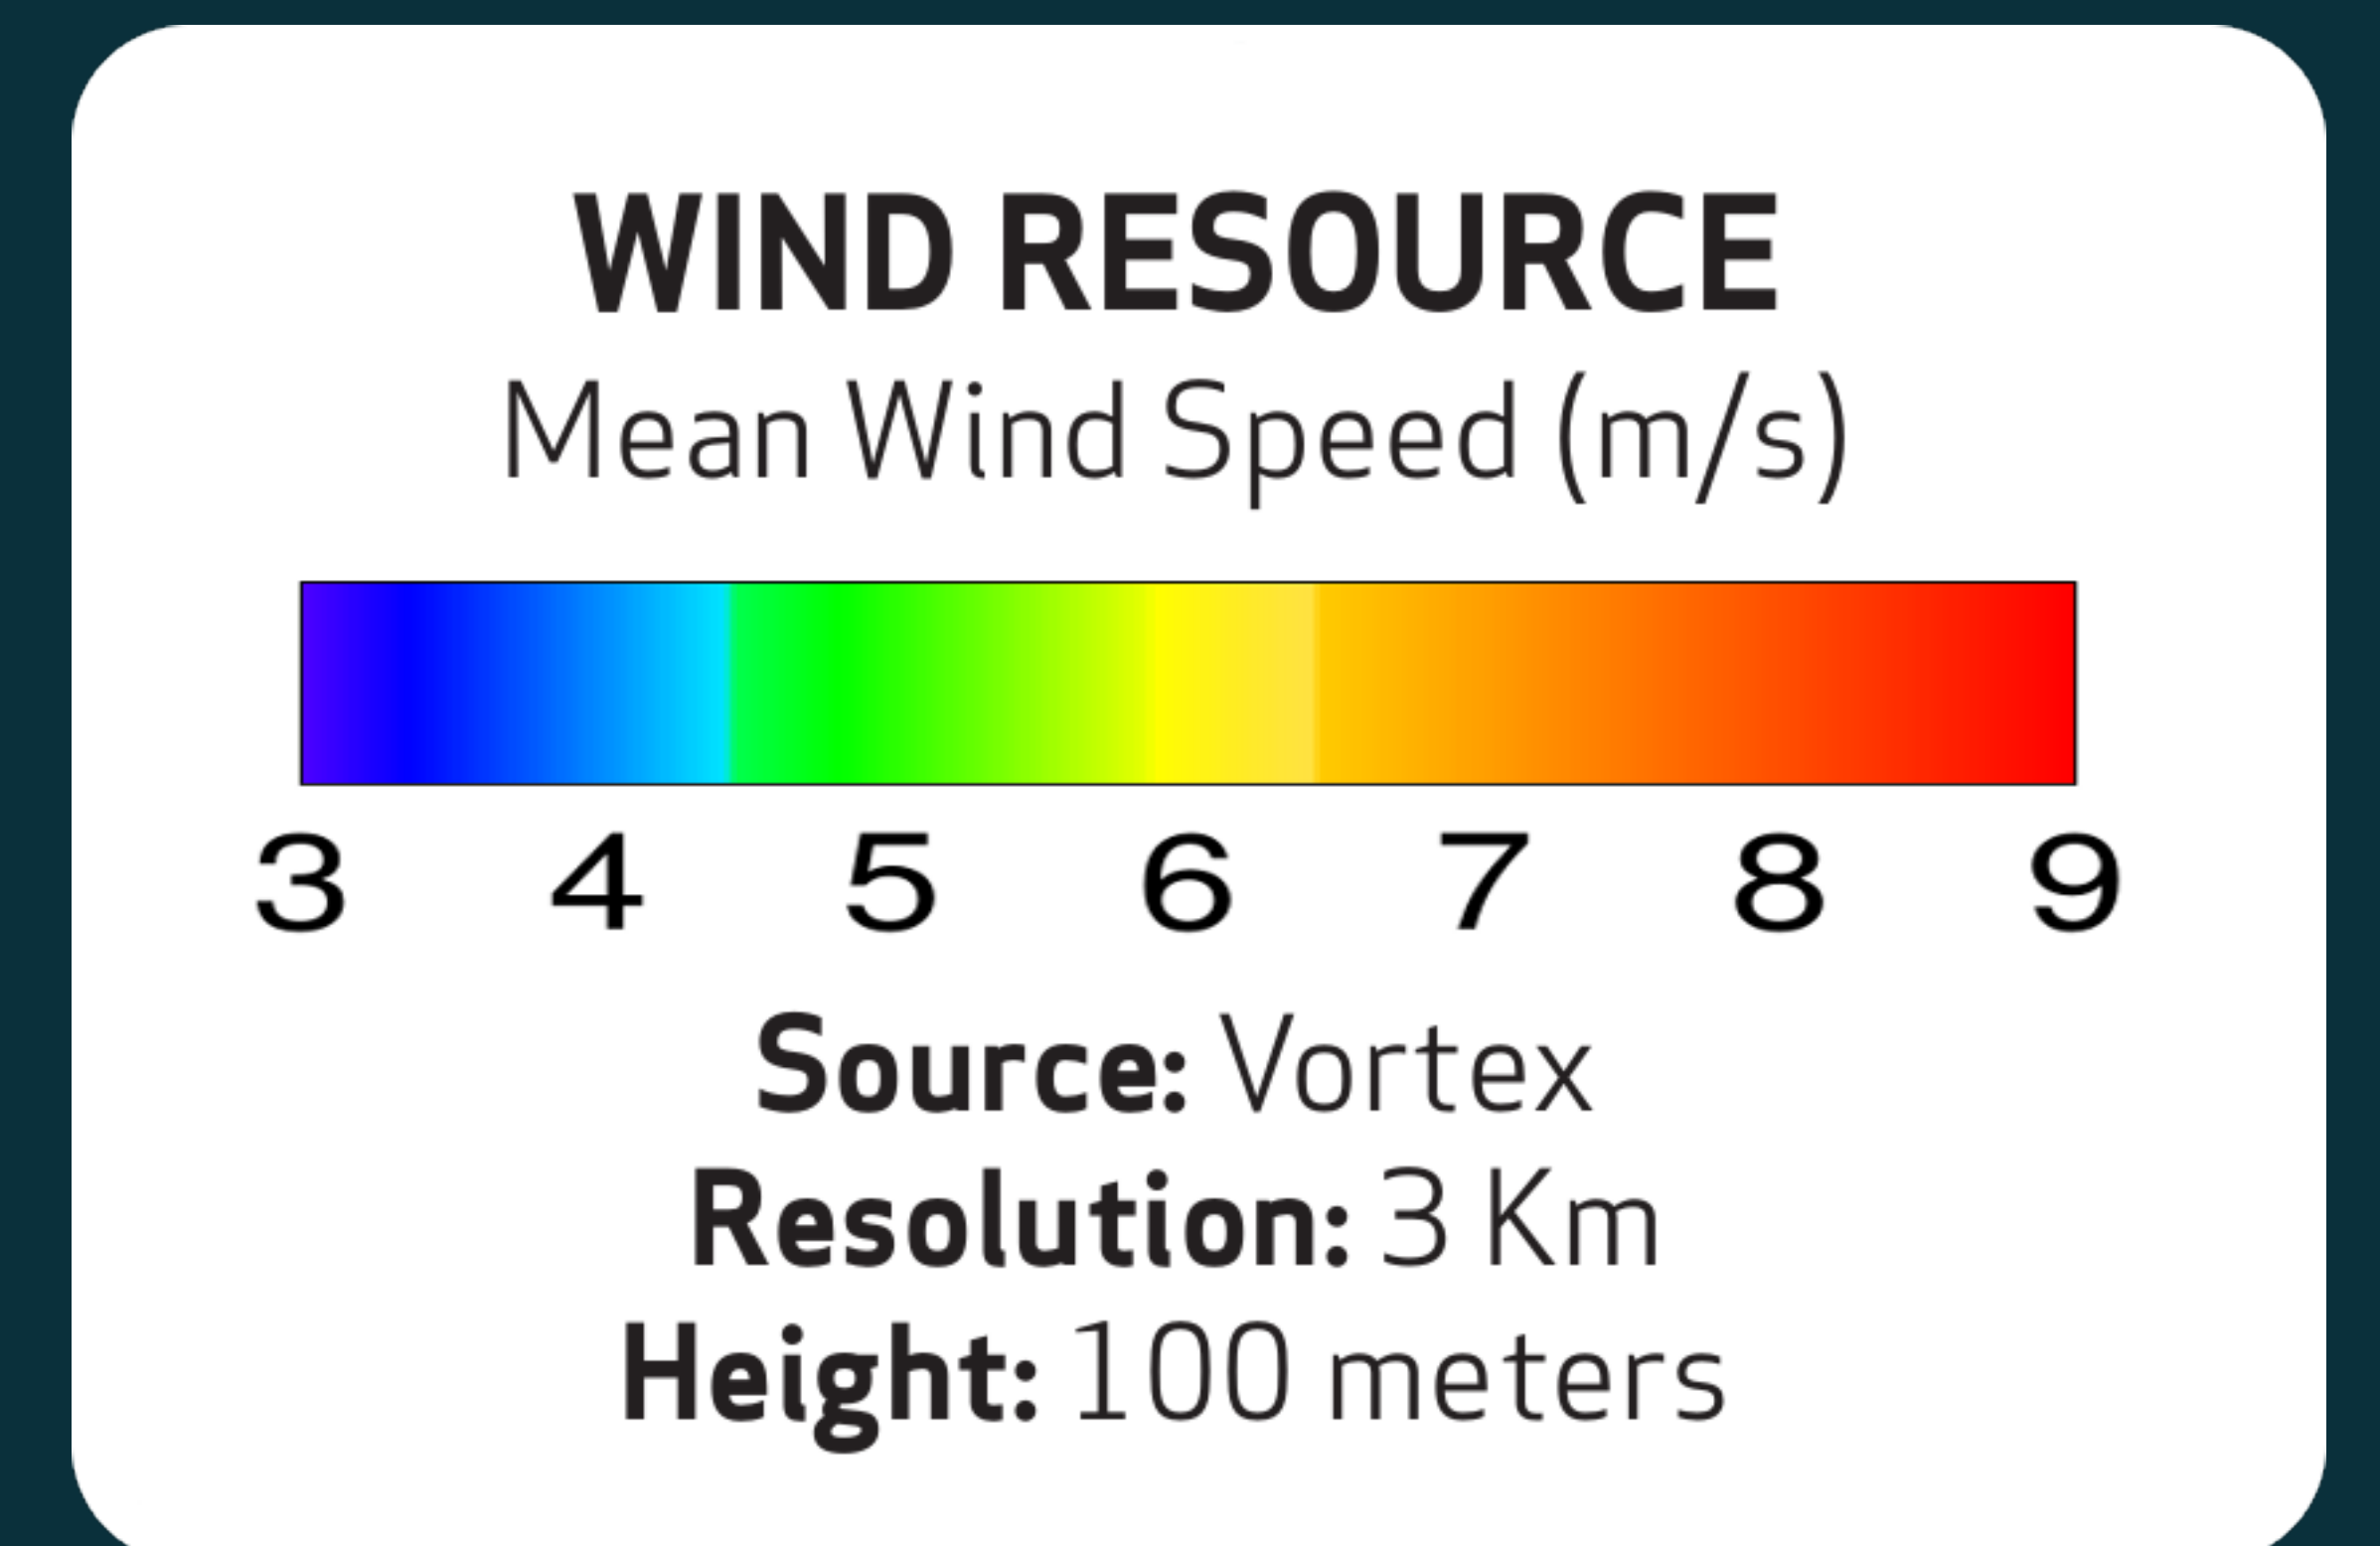 WIND RESOURCE
Mean Wind Speed (m/s)
3 4 5 6 7 8 9
Source: Vortex
Resolution: 3 Km
Height: 100 meters